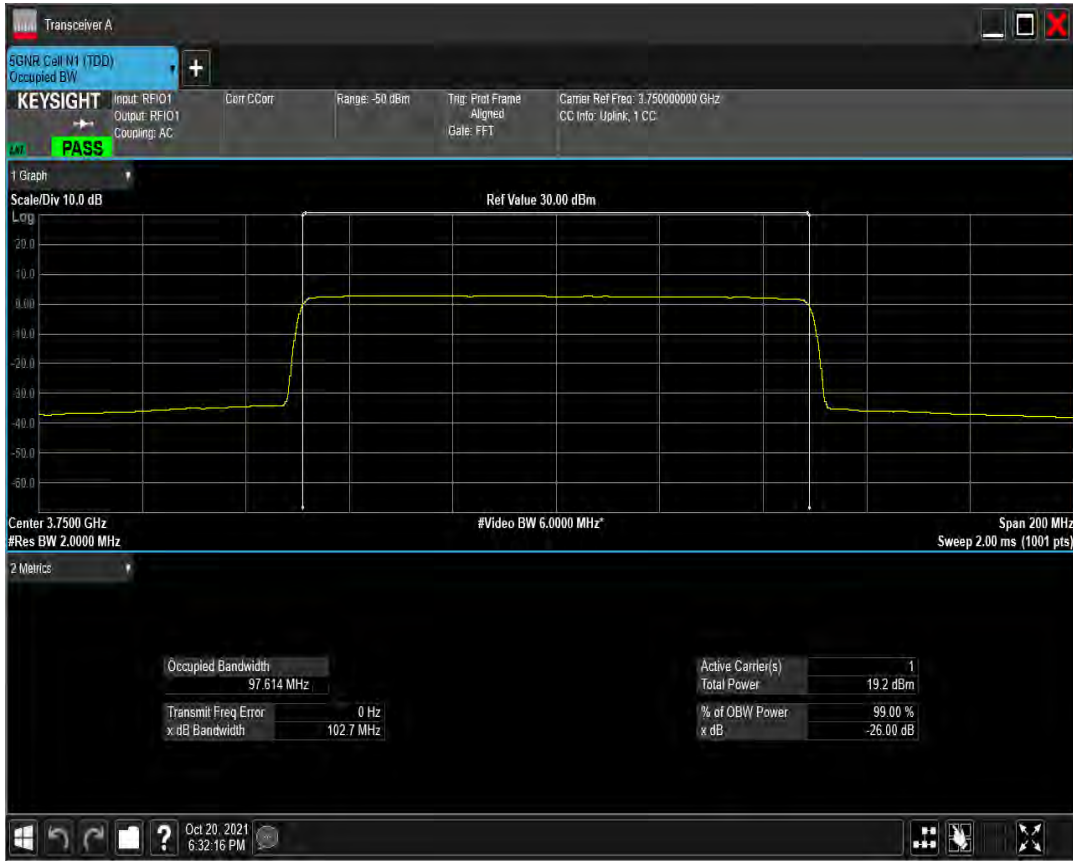 Transceiver A
5GNR Cell N1 (TDD)
Occupied BW
+
KEYSIGHT
Input: RFIO1
Output: RFIO1
Coupling: AC
Corr CCorr
Range: -50 dBm
Trig: Prot Frame
Aligned
Gate: FFT
Carrier Ref Freq: 3.750000000 GHz
CC Info: Uplink, 1 CC
PASS
1 Graph
Scale/Div 10.0 dB
Ref Value 30.00 dBm
Log
20.0
10.0
0.00
-10.0
-20.0
-30.0
-40.0
-50.0
-60.0
Center 3.7500 GHz
#Video BW 6.0000 MHz*
Span 200 MHz
#Res BW 2.0000 MHz
Sweep 2.00 ms (1001 pts)
2 Metrics
Occupied Bandwidth
97.614 MHz
Transmit Freq Error 0 Hz
x dB Bandwidth 102.7 MHz
Active Carrier(s) 1
Total Power 19.2 dBm
% of OBW Power 99.00 %
x dB -26.00 dB
?
Oct 20, 2021
6:32:16 PM